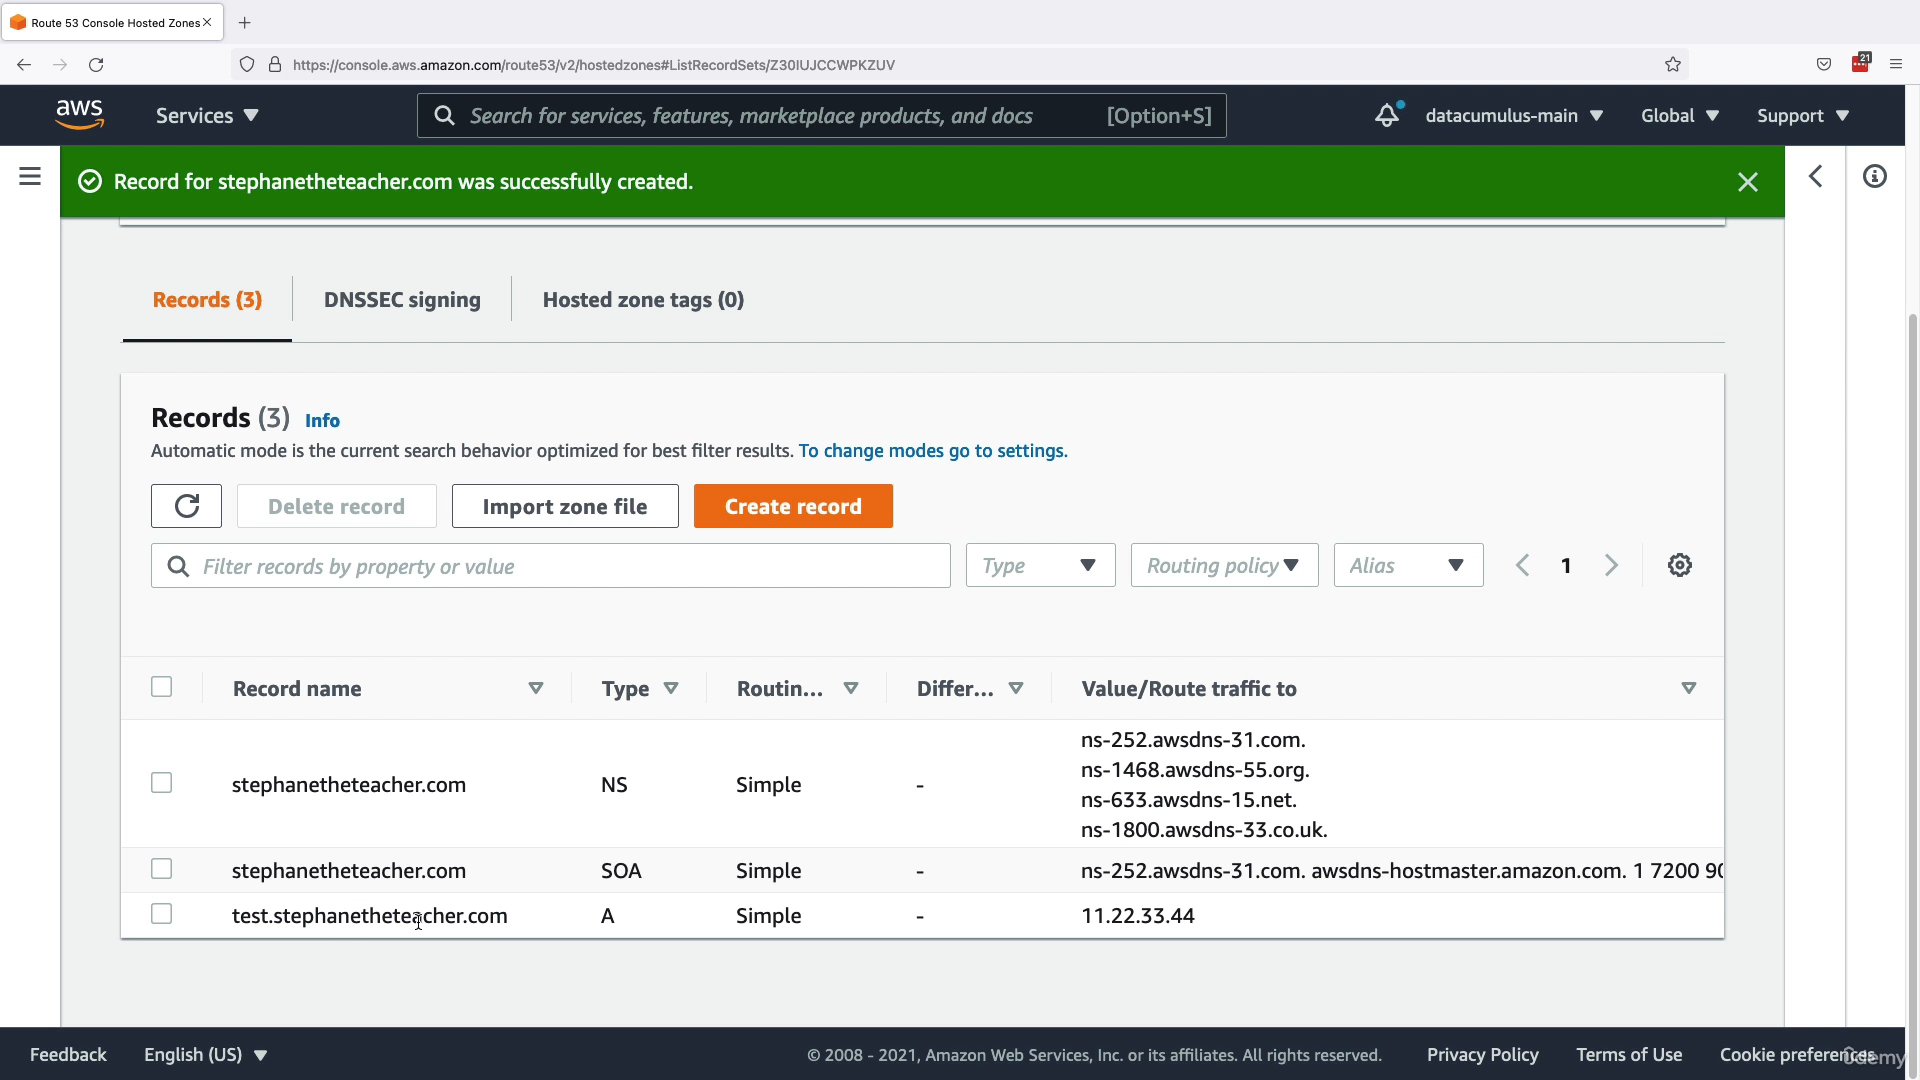 Route 53 Console Hosted Zones
https://console.aws.amazon.com/route53/v2/hostedzones#ListRecordSets/Z30IUJCCWPKZUV
21
aws
Services
Search for services, features, marketplace products, and docs
[Option+S]
datacumulus-main
Global
Support
Record for stephanetheteacher.com was successfully created.
Records (3)
DNSSEC signing
Hosted zone tags (0)
Records (3) Info
Automatic mode is the current search behavior optimized for best filter results. To change modes go to settings.
Delete record
Import zone file
Create record
Filter records by property or value
Type
Routing policy
Alias
1
Record name
Type
Routin...
Differ...
Value/Route traffic to
stephanetheteacher.com
NS
Simple
-
ns-252.awsdns-31.com.
ns-1468.awsdns-55.org.
ns-633.awsdns-15.net.
ns-1800.awsdns-33.co.uk.
stephanetheteacher.com
SOA
Simple
-
ns-252.awsdns-31.com. awsdns-hostmaster.amazon.com. 1 7200 90
test.stephanetheteacher.com
A
Simple
-
11.22.33.44
Feedback
English (US)
© 2008 - 2021, Amazon Web Services, Inc. or its affiliates. All rights reserved.
Privacy Policy
Terms of Use
Cookie preferences
ûdemy